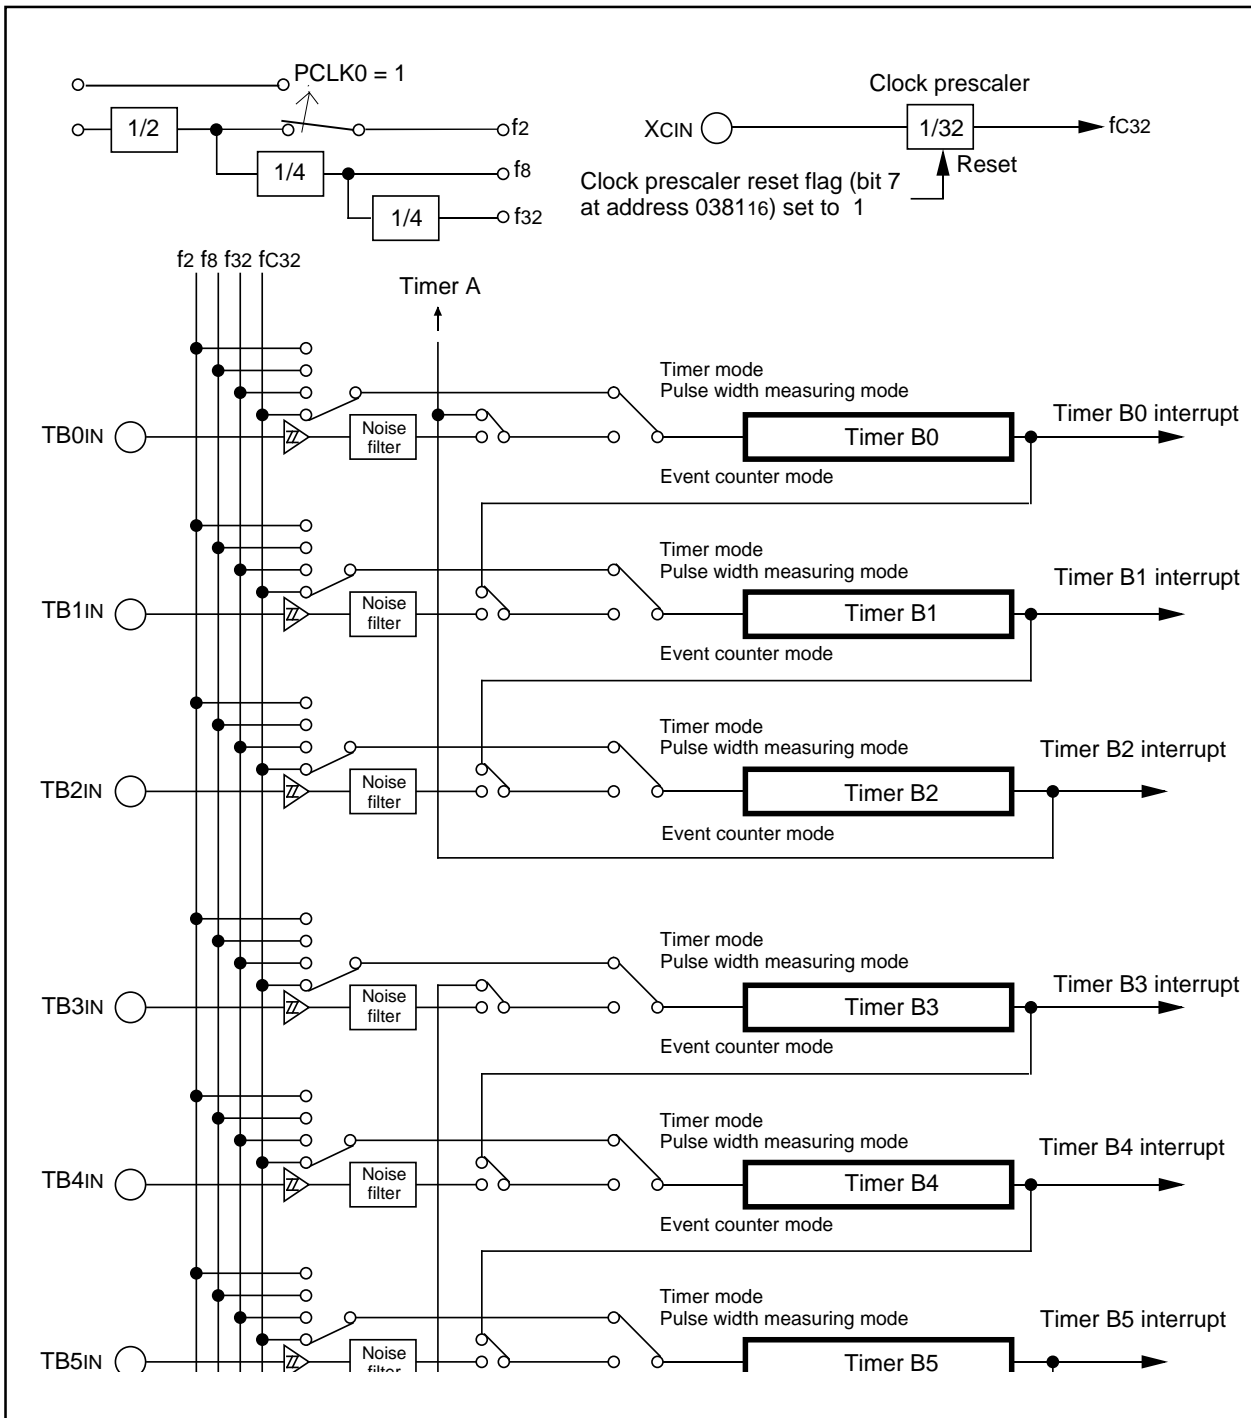 PCLK0 = 1
1/2
f2
1/4
f8
1/4
f32
Clock prescaler
XCIN
1/32
fC32
Reset
Clock prescaler reset flag (bit 7
at address 038116) set to 1
f2 f8 f32 fC32
Timer A
Timer mode
Pulse width measuring mode
TB0IN
Noise
filter
Timer B0
Timer B0 interrupt
Event counter mode
Timer mode
Pulse width measuring mode
TB1IN
Noise
filter
Timer B1
Timer B1 interrupt
Event counter mode
Timer mode
Pulse width measuring mode
TB2IN
Noise
filter
Timer B2
Timer B2 interrupt
Event counter mode
Timer mode
Pulse width measuring mode
TB3IN
Noise
filter
Timer B3
Timer B3 interrupt
Event counter mode
Timer mode
Pulse width measuring mode
TB4IN
Noise
filter
Timer B4
Timer B4 interrupt
Event counter mode
Timer mode
Pulse width measuring mode
TB5IN
Noise
filter
Timer B5
Timer B5 interrupt